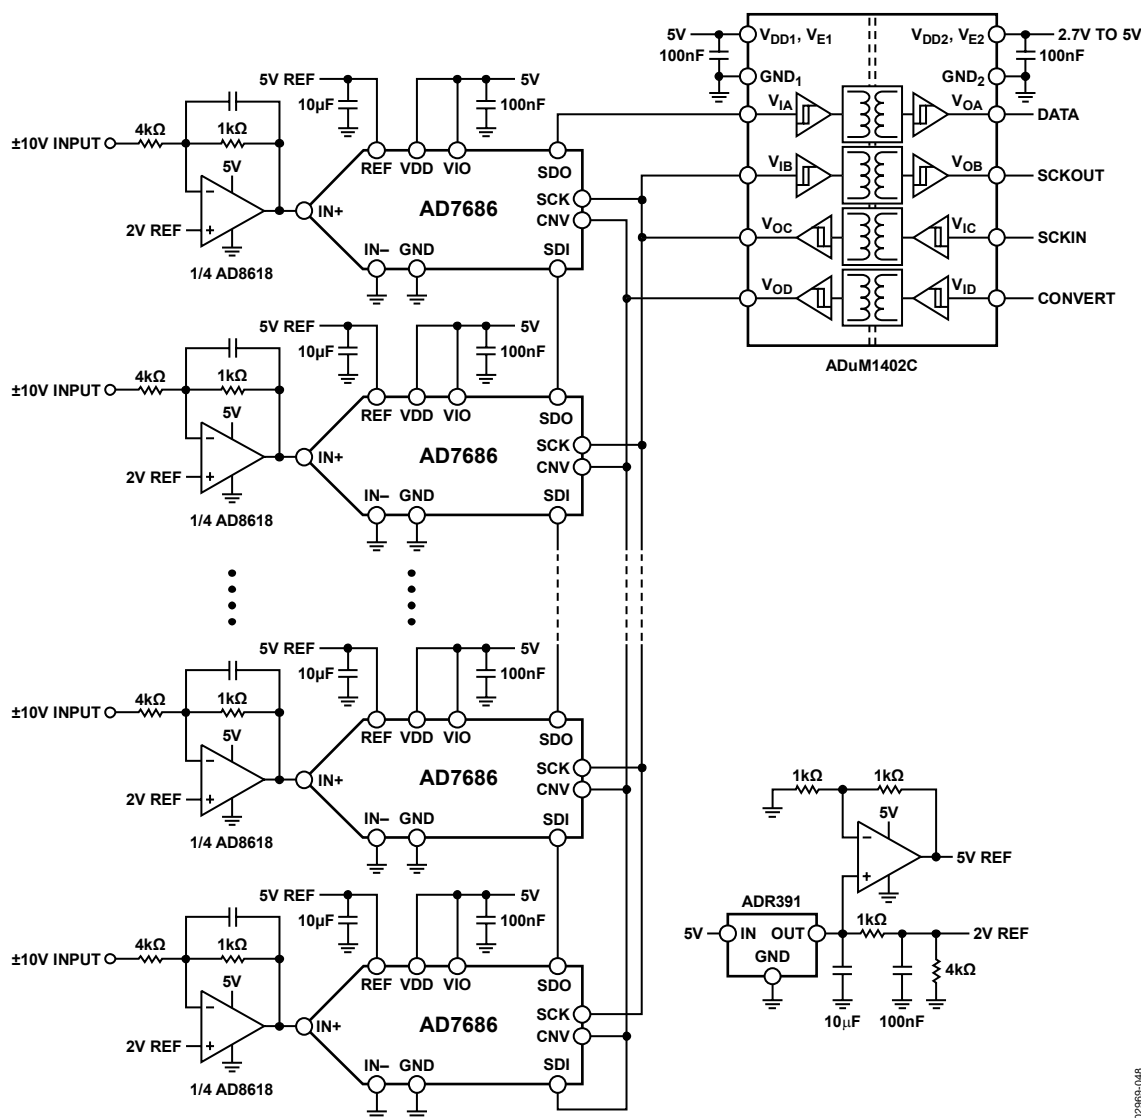 5V
VDD1, VE1
VDD2, VE2
2.7V TO 5V
100nF
GND1
GND2
100nF
VIA
VOA
DATA
VIB
VOB
SCKOUT
VOC
VIC
SCKIN
VOD
VID
CONVERT
ADuM1402C
5V REF
5V
10µF
100nF
4kΩ
1kΩ
±10V INPUT
5V
REF
VDD
VIO
SDO
SCK
CNV
IN+
AD7686
2V REF
IN–
GND
SDI
1/4 AD8618
5V REF
5V
10µF
100nF
4kΩ
1kΩ
±10V INPUT
5V
REF
VDD
VIO
SDO
SCK
CNV
IN+
AD7686
2V REF
IN–
GND
SDI
1/4 AD8618
5V REF
5V
10µF
100nF
4kΩ
1kΩ
±10V INPUT
5V
REF
VDD
VIO
SDO
SCK
CNV
IN+
AD7686
2V REF
IN–
GND
SDI
1/4 AD8618
5V REF
5V
10µF
100nF
4kΩ
1kΩ
±10V INPUT
5V
REF
VDD
VIO
SDO
SCK
CNV
IN+
AD7686
2V REF
IN–
GND
SDI
1/4 AD8618
1kΩ
1kΩ
5V
5V REF
ADR391
5V
IN
OUT
GND
1kΩ
2V REF
4kΩ
10µF
100nF
02969-048